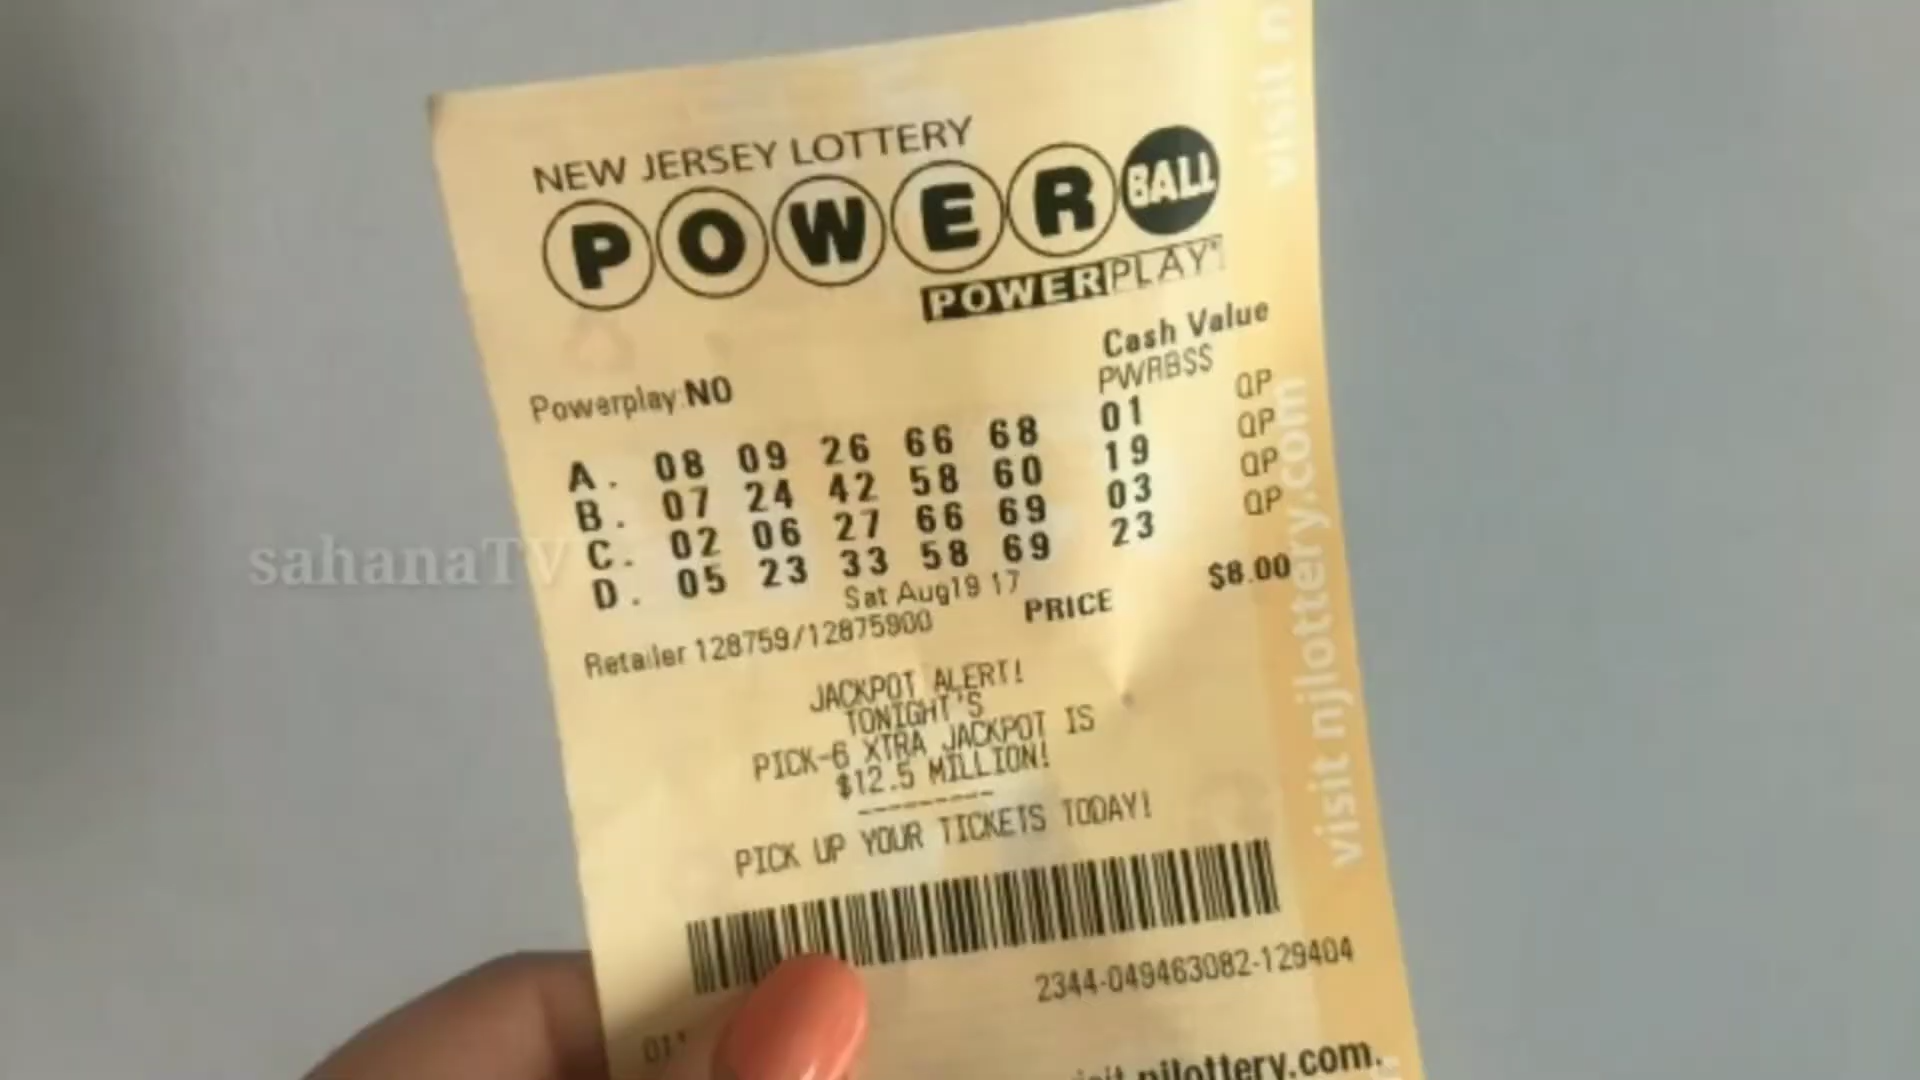 NEW JERSEY LOTTERY
POWER BALL
POWERPLAY
visit n
Cash Value
Powerplay:NO PWRB$$
A. 08 09 26 66 68 01 QP
B. 07 24 42 58 60 19 QP
C. 02 06 27 66 69 03 QP
D. 05 23 33 58 69 23 QP
Sat Aug19 17
PRICE $8.00
Retailer 128759/12875900
JACKPOT ALERT!
TONIGHT'S
PICK-6 XTRA JACKPOT IS
$12.5 MILLION!
---------
PICK UP YOUR TICKETS TODAY!
2344-049463082-129404
njlottery.com.
visit njlottery.com
sahanaTV